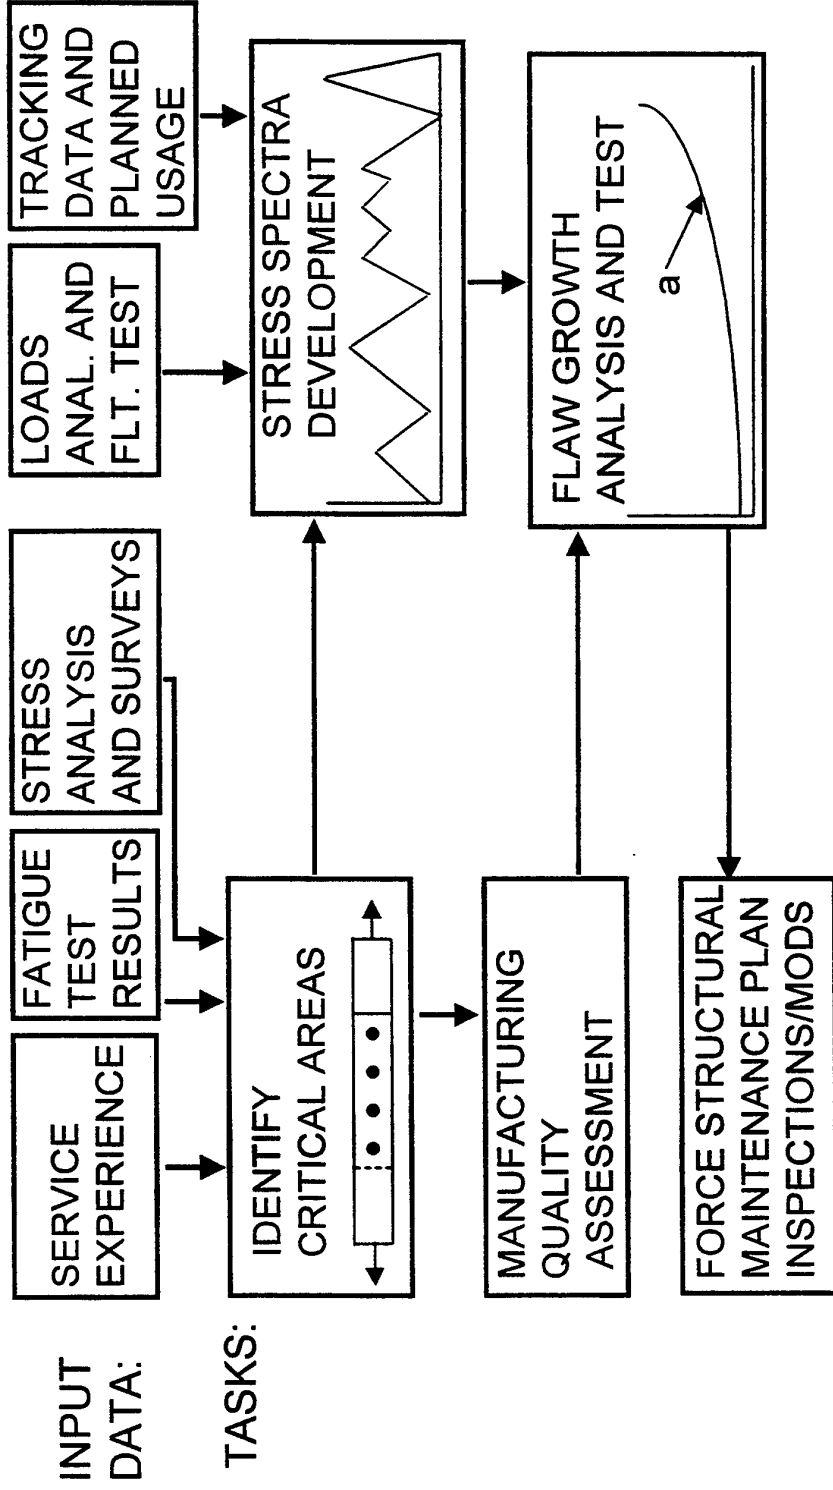 INPUT
DATA:
SERVICE
EXPERIENCE
FATIGUE
TEST
RESULTS
STRESS
ANALYSIS
AND SURVEYS
LOADS
ANAL. AND
FLT. TEST
TRACKING
DATA AND
PLANNED
USAGE
TASKS:
IDENTIFY
CRITICAL AREAS
STRESS SPECTRA
DEVELOPMENT
MANUFACTURING
QUALITY
ASSESSMENT
FLAW GROWTH
ANALYSIS AND TEST
a
FORCE STRUCTURAL
MAINTENANCE PLAN
INSPECTIONS/MODS